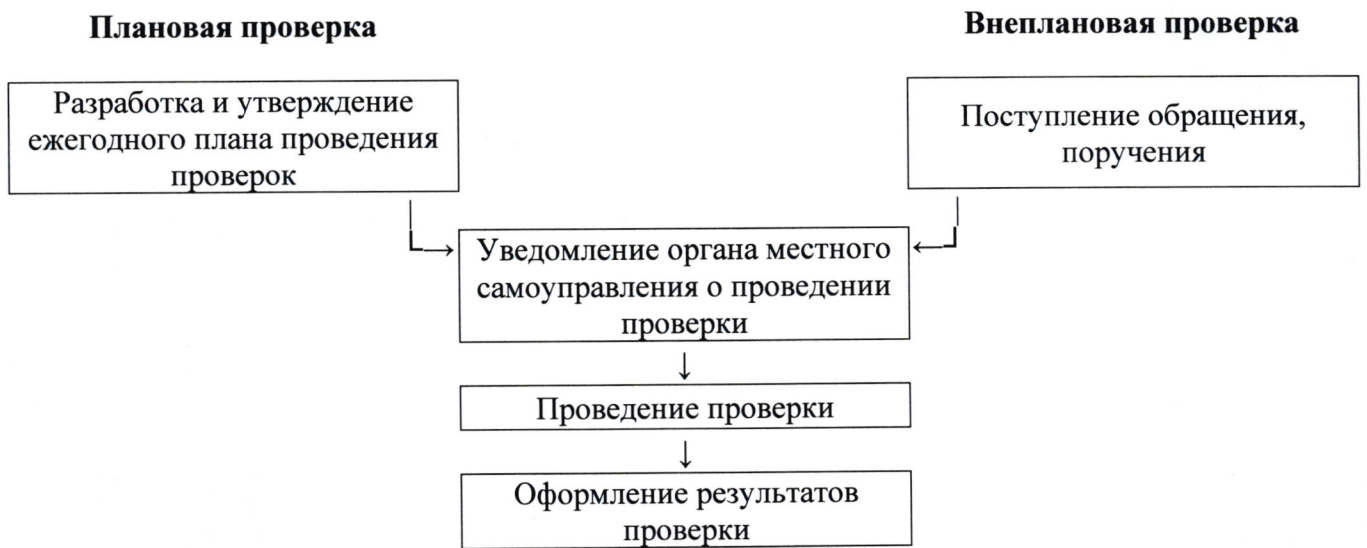 Плановая проверка
Внеплановая проверка
Разработка и утверждение
ежегодного плана проведения
проверок
Поступление обращения,
поручения
Уведомление органа местного
самоуправления о проведении
проверки
Проведение проверки
Оформление результатов
проверки